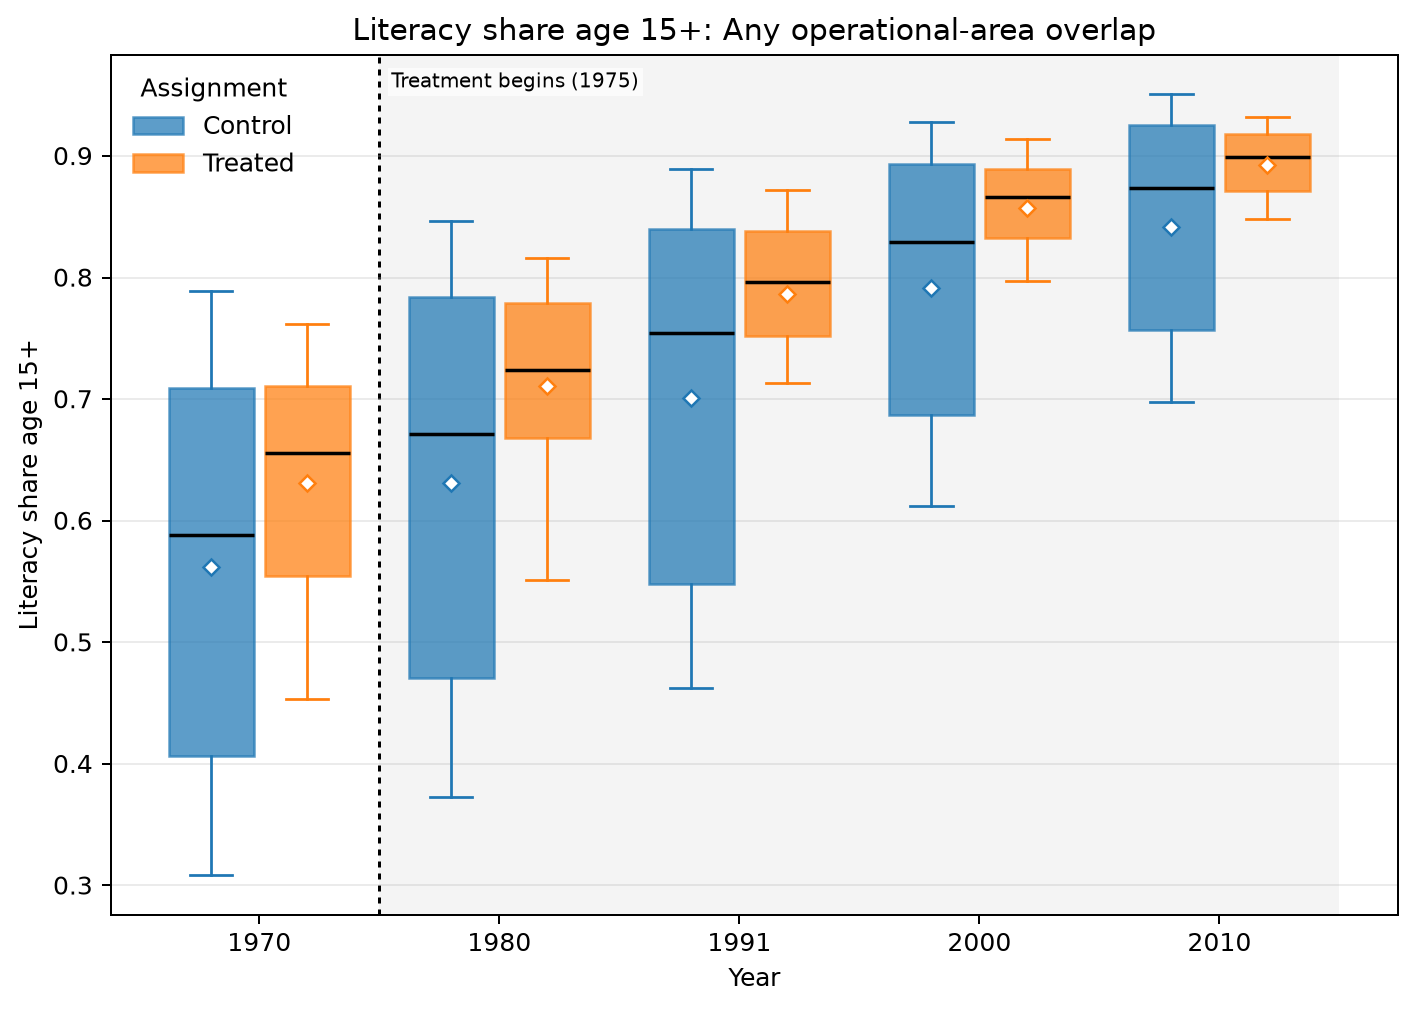 Literacy share age 15+: Any operational-area overlap
Treatment begins (1975)
Assignment
Control
Treated
Literacy share age 15+
0.9
0.8
0.7
0.6
0.5
0.4
0.3
1970
1980
1991
2000
2010
Year